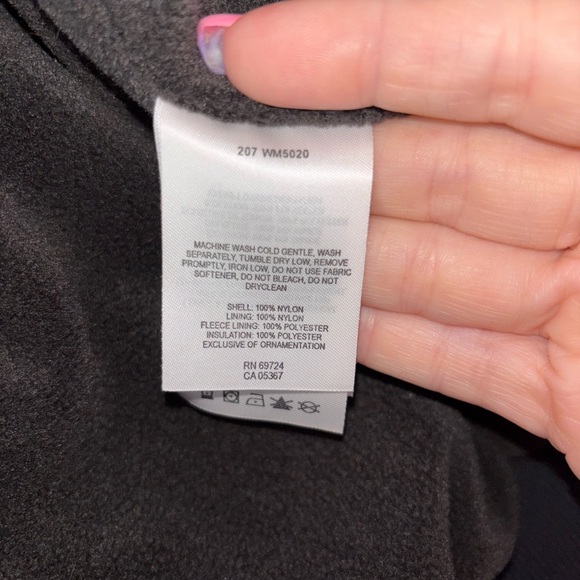 207 WM5020
MACHINE WASH COLD GENTLE, WASH
SEPARATELY, TUMBLE DRY LOW, REMOVE
PROMPTLY, IRON LOW, DO NOT USE FABRIC
SOFTENER, DO NOT BLEACH, DO NOT
DRYCLEAN
SHELL: 100% NYLON
LINING: 100% NYLON
FLEECE LINING: 100% POLYESTER
INSULATION: 100% POLYESTER
EXCLUSIVE OF ORNAMENTATION
RN 69724
CA 05367